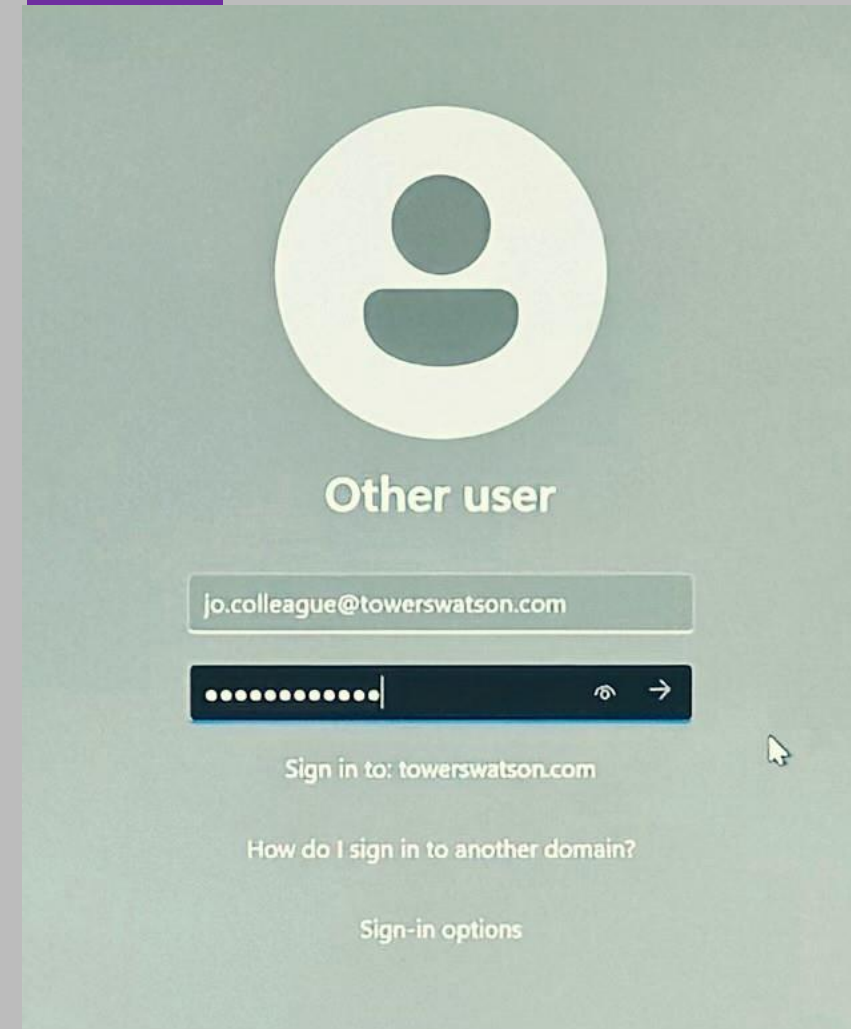 Other user
jo.colleague@towerswatson.com
••••••••••••
Sign in to: towerswatson.com
How do I sign in to another domain?
Sign-in options